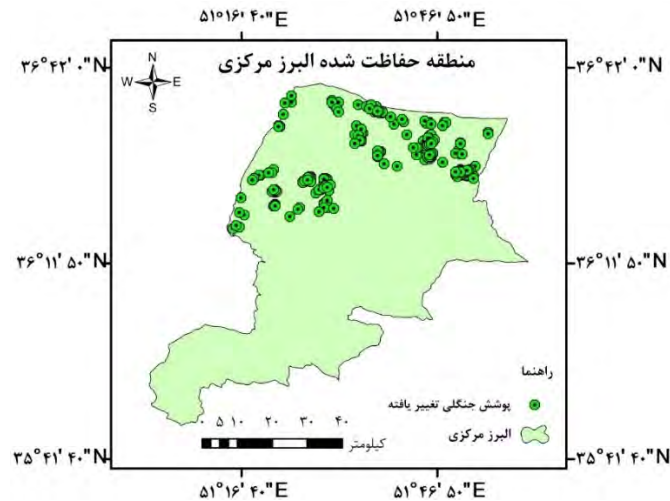 ۵۱°۱۶'۴۰"E ۵۱°۴۶'۵۰"E
منطقه حفاظت شده البرز مرکزی
N
W E
S
۳۶°۴۲'۰"N ۳۶°۴۲'۰"N
۳۶°۱۱'۵۰"N ۳۶°۱۱'۵۰"N
راهنما
پوشش جنگلی تغییر یافته
البرز مرکزی
۰ ۵ ۱۰ ۲۰ ۳۰ ۴۰
کیلومتر
۳۵°۴۱'۴۰"N ۳۵°۴۱'۴۰"N
۵۱°۱۶'۴۰"E ۵۱°۴۶'۵۰"E